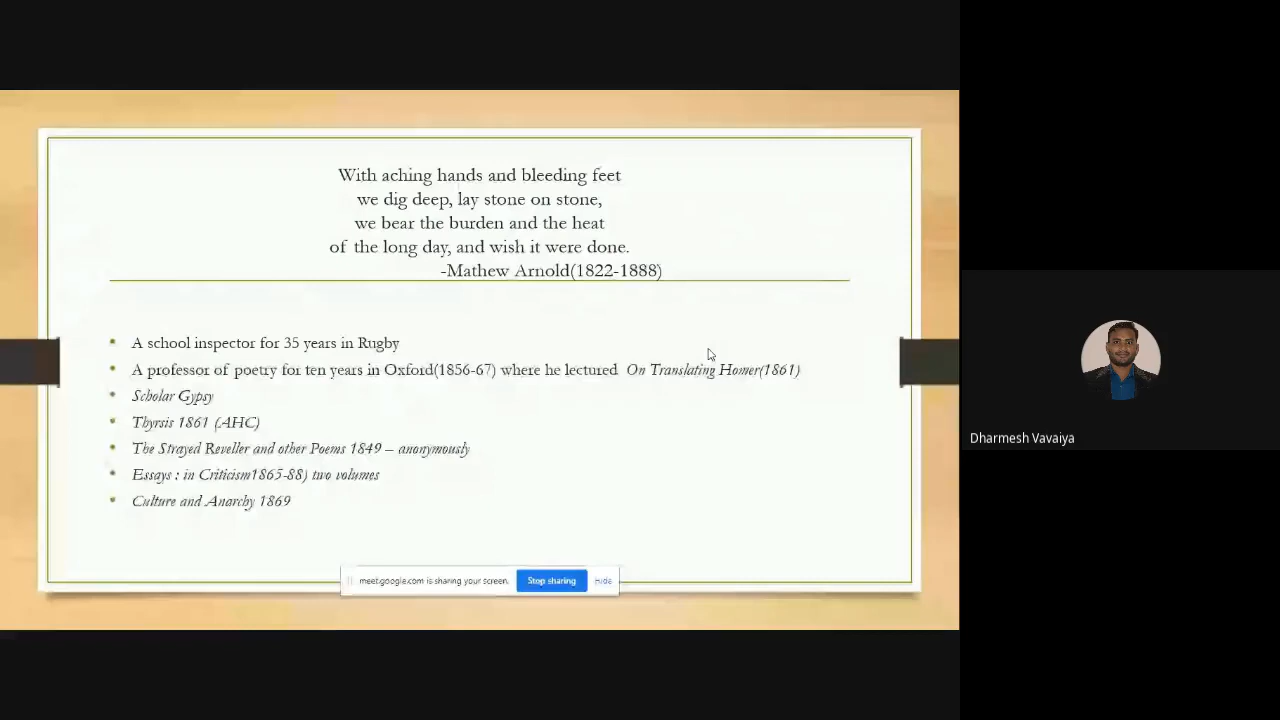 With aching hands and bleeding feet
we dig deep, lay stone on stone,
we bear the burden and the heat
of the long day, and wish it were done.
-Mathew Arnold(1822-1888)
A school inspector for 35 years in Rugby
A professor of poetry for ten years in Oxford(1856-67) where he lectured On Translating Homer(1861)
Scholar Gypsy
Thyrsis 1861 (AHC)
The Strayed Reveller and other Poems 1849 – anonymously
Essays : in Criticism1865-88) two volumes
Culture and Anarchy 1869
meet.google.com is sharing your screen. Stop sharing Hide
Dharmesh Vavaiya